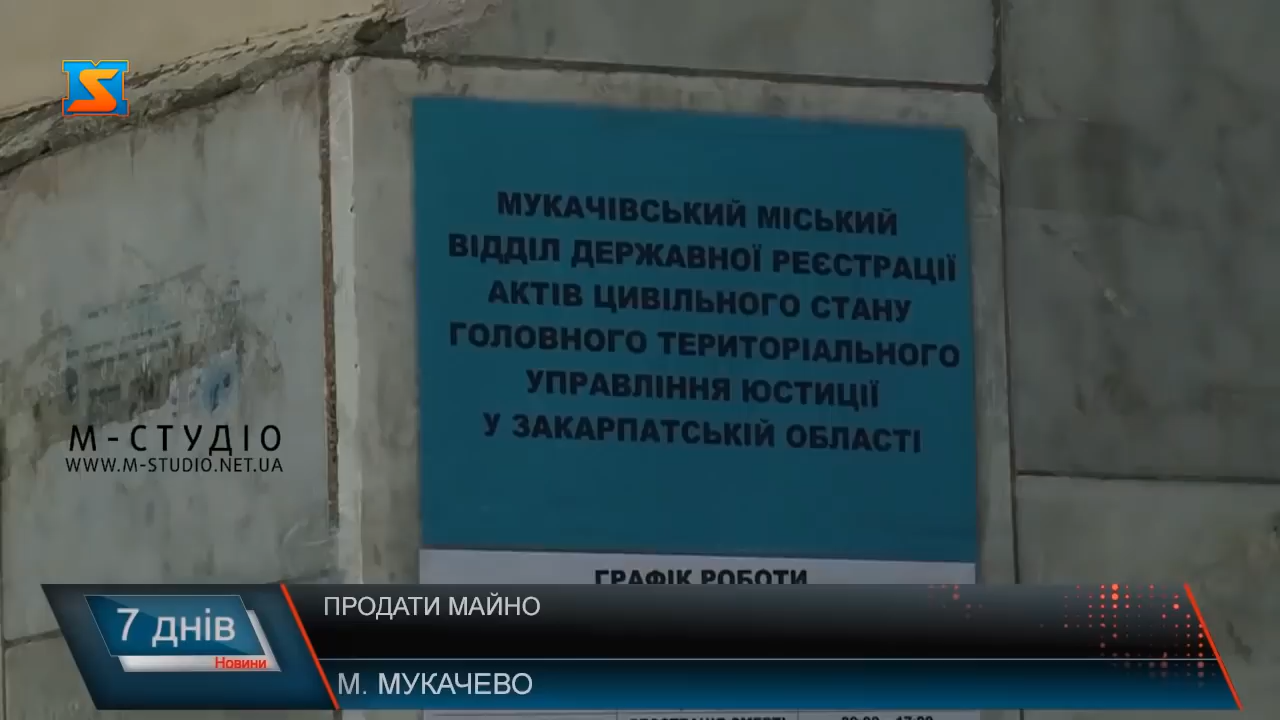 МУКАЧІВСЬКИЙ МІСЬКИЙ
ВІДДІЛ ДЕРЖАВНОЇ РЕЄСТРАЦІЇ
АКТІВ ЦИВІЛЬНОГО СТАНУ
ГОЛОВНОГО ТЕРИТОРІАЛЬНОГО
УПРАВЛІННЯ ЮСТИЦІЇ
У ЗАКАРПАТСЬКІЙ ОБЛАСТІ
М-СТУДІО
WWW.M-STUDIO.NET.UA
ГРАФІК РОБОТИ
7 днів
Новини
ПРОДАТИ МАЙНО
М. МУКАЧЕВО